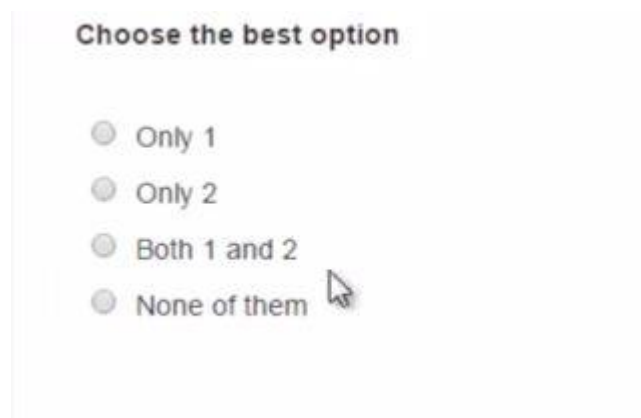 Choose the best option
Only 1
Only 2
Both 1 and 2
None of them